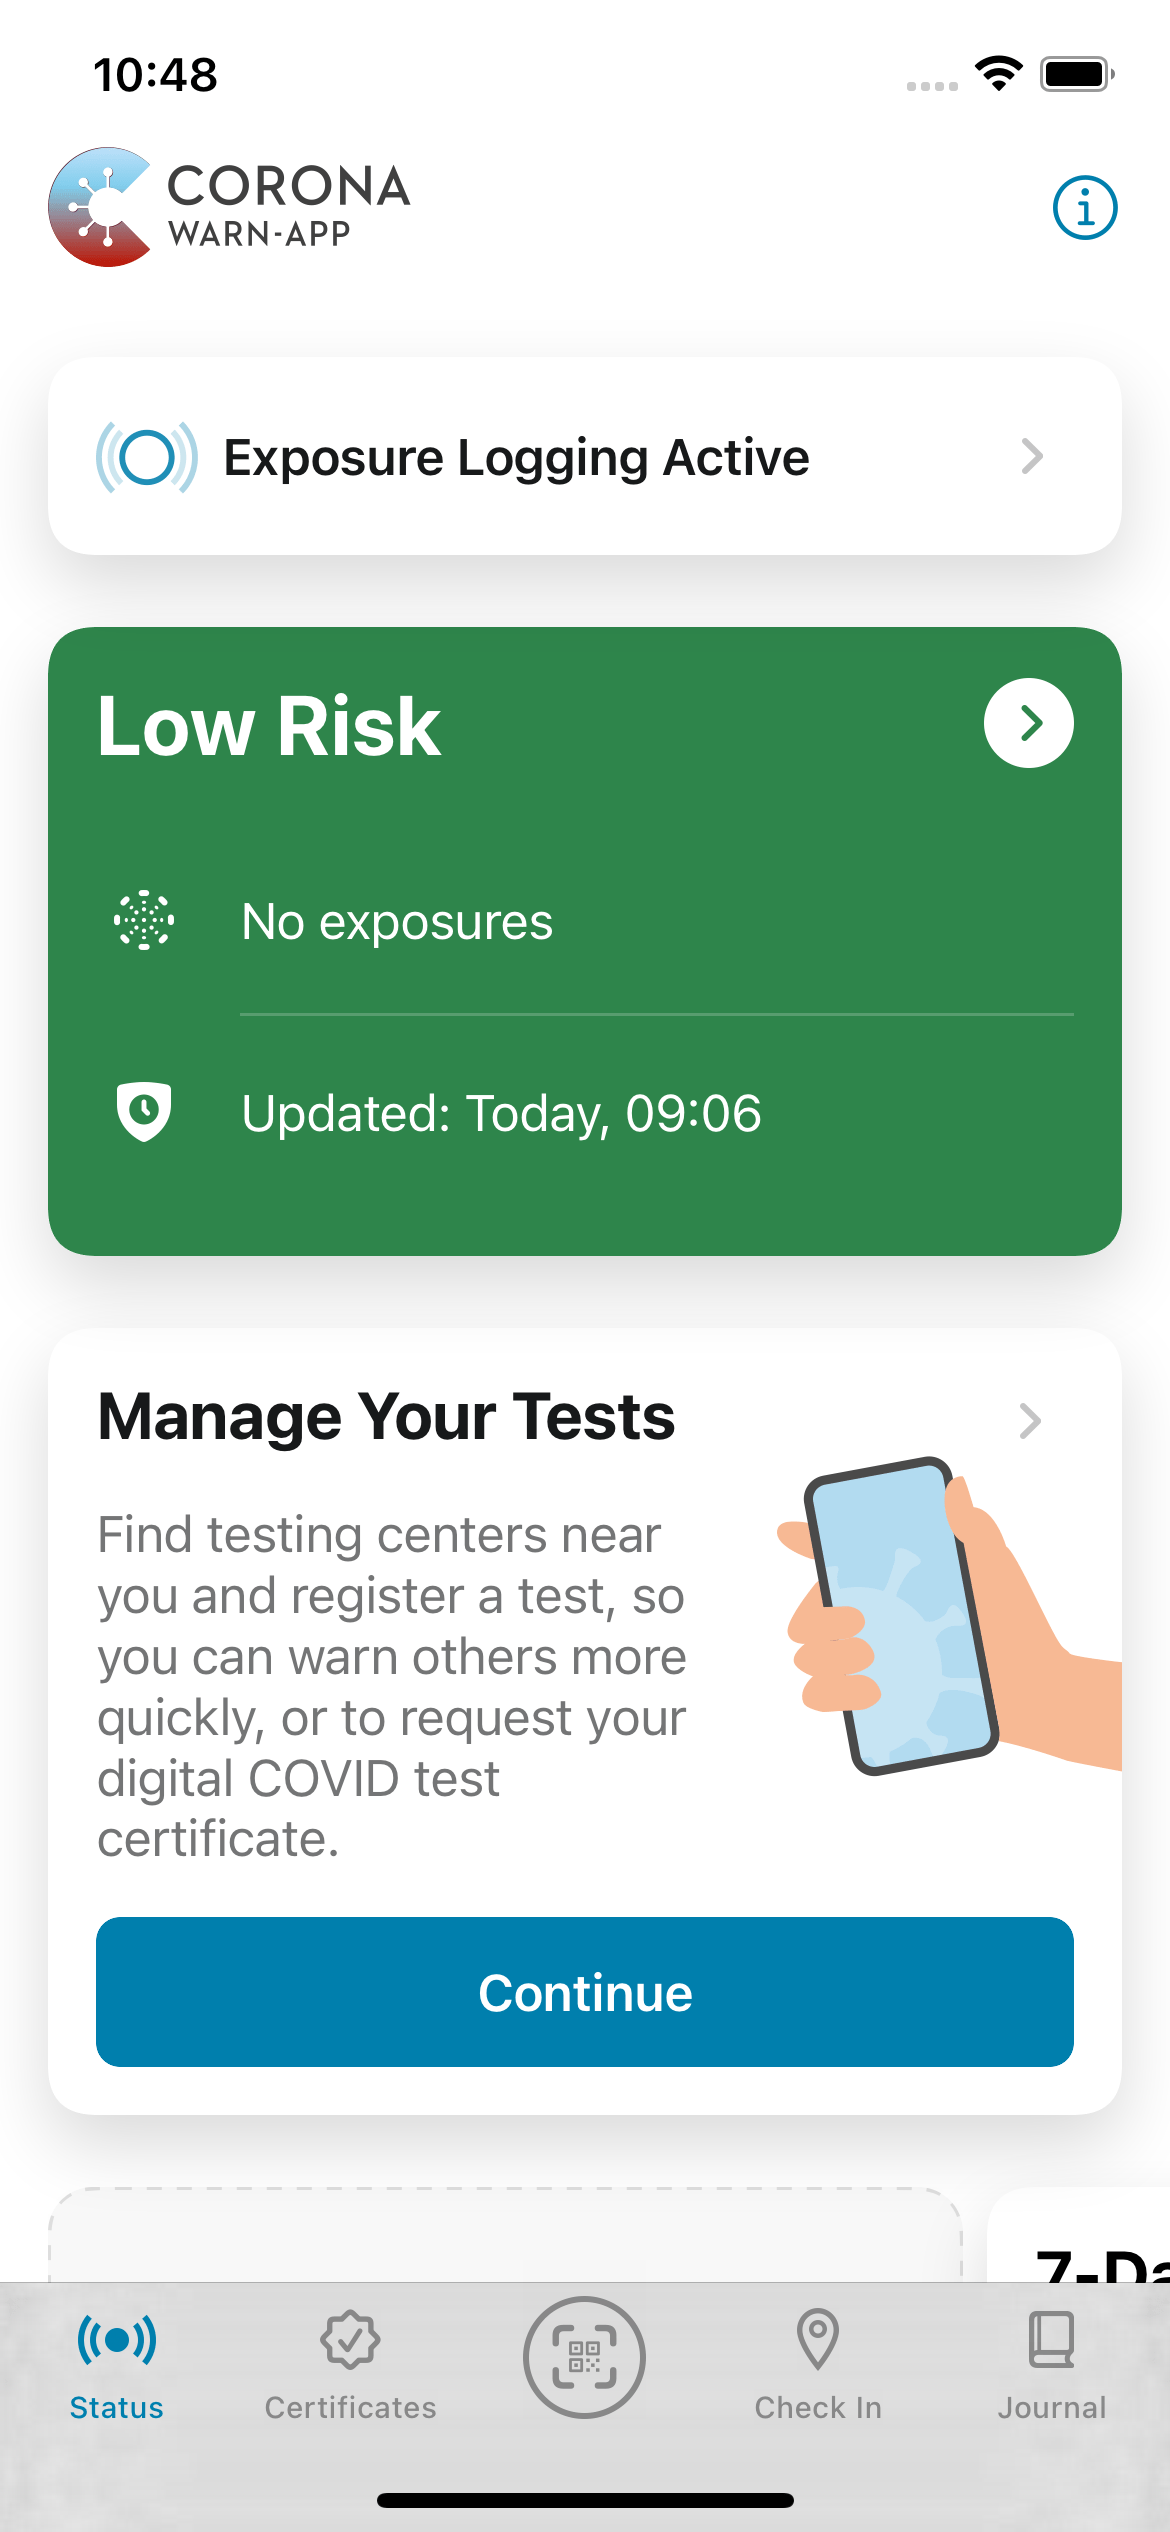 10:48
CORONA
WARN-APP
Exposure Logging Active
Low Risk
No exposures
Updated: Today, 09:06
Manage Your Tests
Find testing centers near
you and register a test, so
you can warn others more
quickly, or to request your
digital COVID test
certificate.
Continue
7-Da
Status
Certificates
Check In
Journal